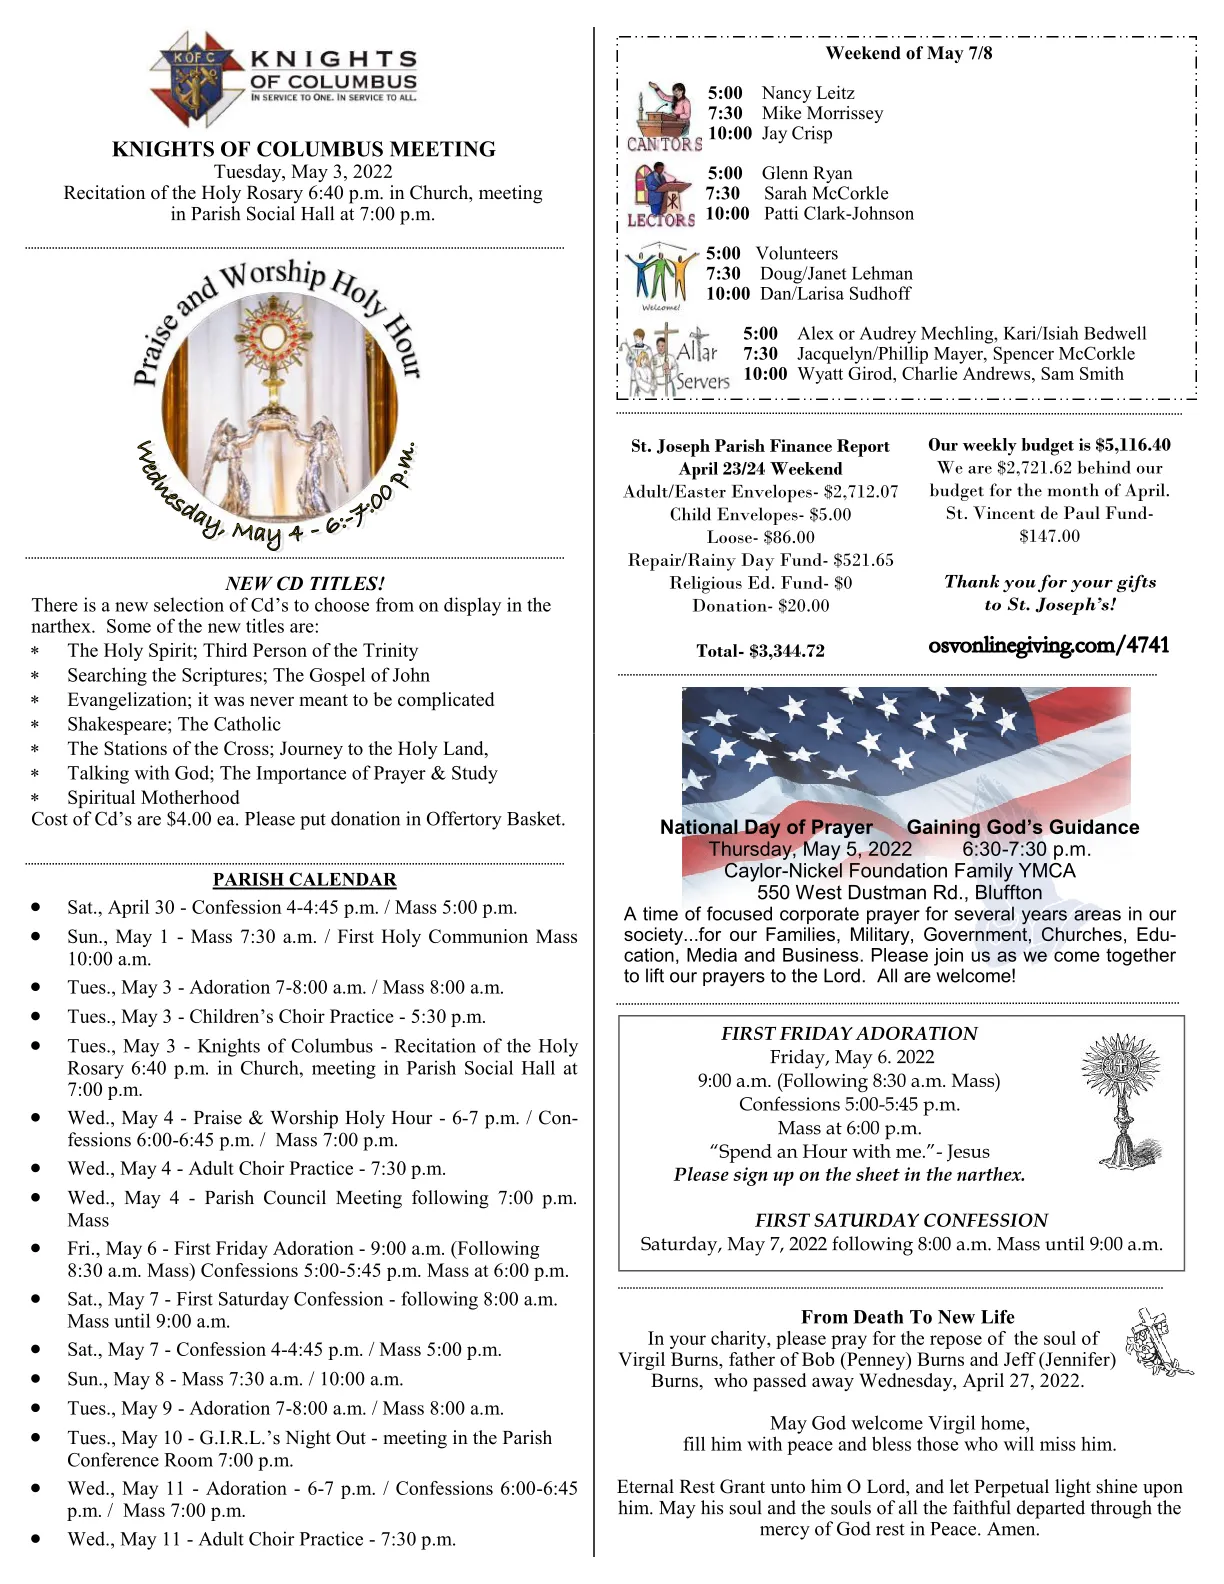 KOFC
KNIGHTS
OF COLUMBUS
IN SERVICE TO ONE. IN SERVICE TO ALL.
KNIGHTS OF COLUMBUS MEETING
Tuesday, May 3, 2022
Recitation of the Holy Rosary 6:40 p.m. in Church, meeting
in Parish Social Hall at 7:00 p.m.
Praise and Worship Holy Hour
Wednesday, May 4 - 6:-7:00 p.m.
NEW CD TITLES!
There is a new selection of Cd's to choose from on display in the
narthex.  Some of the new titles are:
* The Holy Spirit; Third Person of the Trinity
* Searching the Scriptures; The Gospel of John
* Evangelization; it was never meant to be complicated
* Shakespeare; The Catholic
* The Stations of the Cross; Journey to the Holy Land,
* Talking with God; The Importance of Prayer & Study
* Spiritual Motherhood
Cost of Cd's are $4.00 ea. Please put donation in Offertory Basket.
PARISH CALENDAR
• Sat., April 30 - Confession 4-4:45 p.m. / Mass 5:00 p.m.
• Sun., May 1 - Mass 7:30 a.m. / First Holy Communion Mass
10:00 a.m.
• Tues., May 3 - Adoration 7-8:00 a.m. / Mass 8:00 a.m.
• Tues., May 3 - Children's Choir Practice - 5:30 p.m.
• Tues., May 3 - Knights of Columbus - Recitation of the Holy
Rosary 6:40 p.m. in Church, meeting in Parish Social Hall at
7:00 p.m.
• Wed., May 4 - Praise & Worship Holy Hour - 6-7 p.m. / Con-
fessions 6:00-6:45 p.m. /  Mass 7:00 p.m.
• Wed., May 4 - Adult Choir Practice - 7:30 p.m.
• Wed., May 4 - Parish Council Meeting following 7:00 p.m.
Mass
• Fri., May 6 - First Friday Adoration - 9:00 a.m. (Following
8:30 a.m. Mass) Confessions 5:00-5:45 p.m. Mass at 6:00 p.m.
• Sat., May 7 - First Saturday Confession - following 8:00 a.m.
Mass until 9:00 a.m.
• Sat., May 7 - Confession 4-4:45 p.m. / Mass 5:00 p.m.
• Sun., May 8 - Mass 7:30 a.m. / 10:00 a.m.
• Tues., May 9 - Adoration 7-8:00 a.m. / Mass 8:00 a.m.
• Tues., May 10 - G.I.R.L.'s Night Out - meeting in the Parish
Conference Room 7:00 p.m.
• Wed., May 11 - Adoration - 6-7 p.m. / Confessions 6:00-6:45
p.m. /  Mass 7:00 p.m.
• Wed., May 11 - Adult Choir Practice - 7:30 p.m.
Weekend of May 7/8
CANTORS
5:00 Nancy Leitz
7:30 Mike Morrissey
10:00 Jay Crisp
LECTORS
5:00 Glenn Ryan
7:30 Sarah McCorkle
10:00 Patti Clark-Johnson
Welcome!
5:00 Volunteers
7:30 Doug/Janet Lehman
10:00 Dan/Larisa Sudhoff
Altar
Servers
5:00 Alex or Audrey Mechling, Kari/Isiah Bedwell
7:30 Jacquelyn/Phillip Mayer, Spencer McCorkle
10:00 Wyatt Girod, Charlie Andrews, Sam Smith
St. Joseph Parish Finance Report
April 23/24 Weekend
Adult/Easter Envelopes- $2,712.07
Child Envelopes- $5.00
Loose- $86.00
Repair/Rainy Day Fund- $521.65
Religious Ed. Fund- $0
Donation- $20.00
Total- $3,344.72
Our weekly budget is $5,116.40
We are $2,721.62 behind our
budget for the month of April.
St. Vincent de Paul Fund-
$147.00
Thank you for your gifts
to St. Joseph's!
osvonlinegiving.com/4741
National Day of Prayer Gaining God's Guidance
Thursday, May 5, 2022 6:30-7:30 p.m.
Caylor-Nickel Foundation Family YMCA
550 West Dustman Rd., Bluffton
A time of focused corporate prayer for several years areas in our
society...for our Families, Military, Government, Churches, Edu-
cation, Media and Business. Please join us as we come together
to lift our prayers to the Lord.  All are welcome!
FIRST FRIDAY ADORATION
Friday, May 6. 2022
9:00 a.m. (Following 8:30 a.m. Mass)
Confessions 5:00-5:45 p.m.
Mass at 6:00 p.m.
"Spend an Hour with me."- Jesus
Please sign up on the sheet in the narthex.
FIRST SATURDAY CONFESSION
Saturday, May 7, 2022 following 8:00 a.m. Mass until 9:00 a.m.
From Death To New Life
In your charity, please pray for the repose of  the soul of
Virgil Burns, father of Bob (Penney) Burns and Jeff (Jennifer)
Burns,  who passed away Wednesday, April 27, 2022.
May God welcome Virgil home,
fill him with peace and bless those who will miss him.
Eternal Rest Grant unto him O Lord, and let Perpetual light shine upon
him. May his soul and the souls of all the faithful departed through the
mercy of God rest in Peace. Amen.